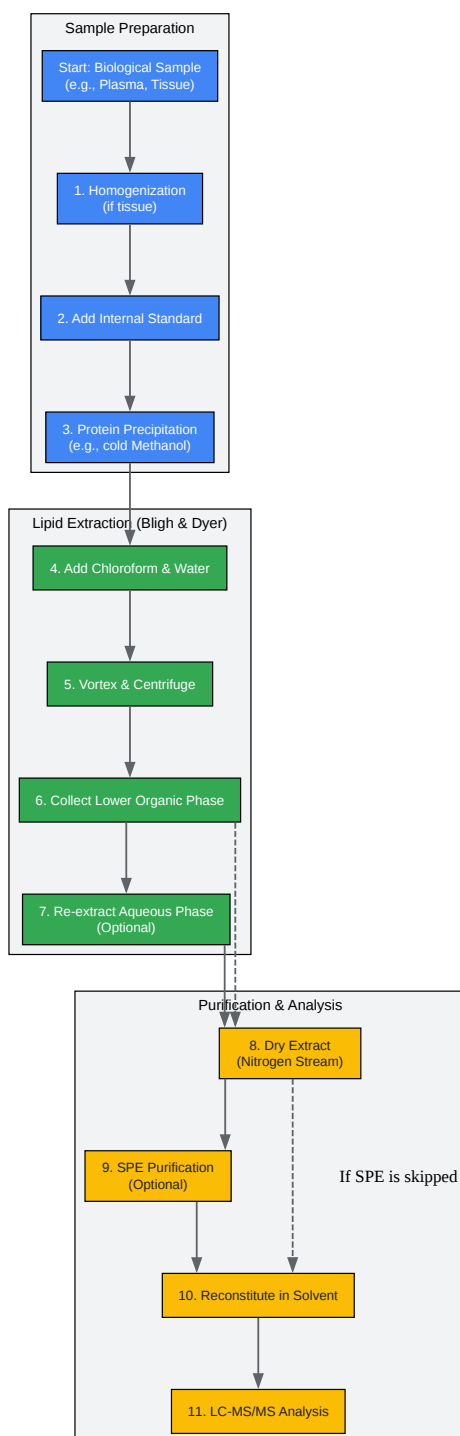 Sample Preparation
Start: Biological Sample
(e.g., Plasma, Tissue)
1. Homogenization
(if tissue)
2. Add Internal Standard
3. Protein Precipitation
(e.g., cold Methanol)
Lipid Extraction (Bligh & Dyer)
4. Add Chloroform & Water
5. Vortex & Centrifuge
6. Collect Lower Organic Phase
7. Re-extract Aqueous Phase
(Optional)
Purification & Analysis
8. Dry Extract
(Nitrogen Stream)
9. SPE Purification
(Optional)
If SPE is skipped
10. Reconstitute in Solvent
11. LC-MS/MS Analysis